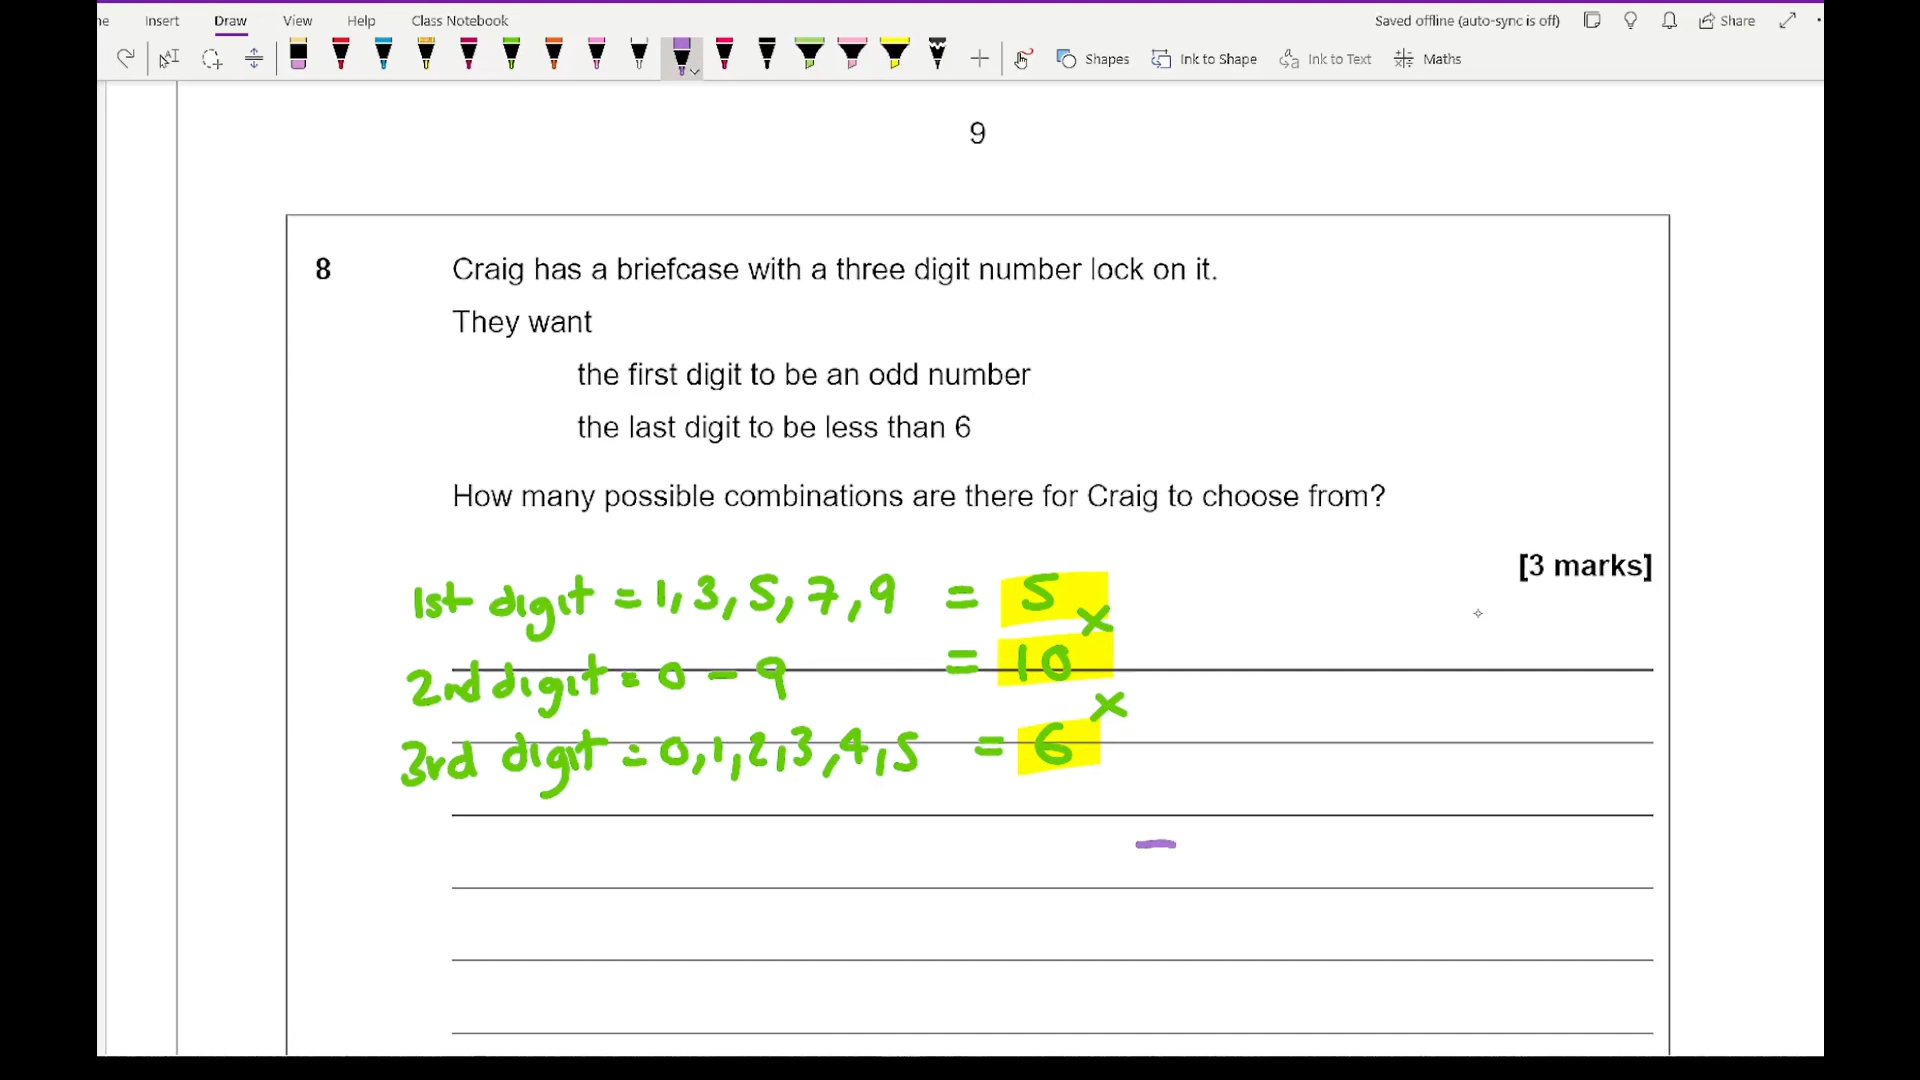 Insert Draw View Help Class Notebook Saved offline (auto-sync is off) Share
Shapes Ink to Shape Ink to Text Maths
9
8 Craig has a briefcase with a three digit number lock on it.
They want
the first digit to be an odd number
the last digit to be less than 6
How many possible combinations are there for Craig to choose from?
[3 marks]
1st digit = 1, 3, 5, 7, 9 = 5 x
2nd digit = 0 - 9 = 10 x
3rd digit = 0, 1, 2, 3, 4, 5 = 6